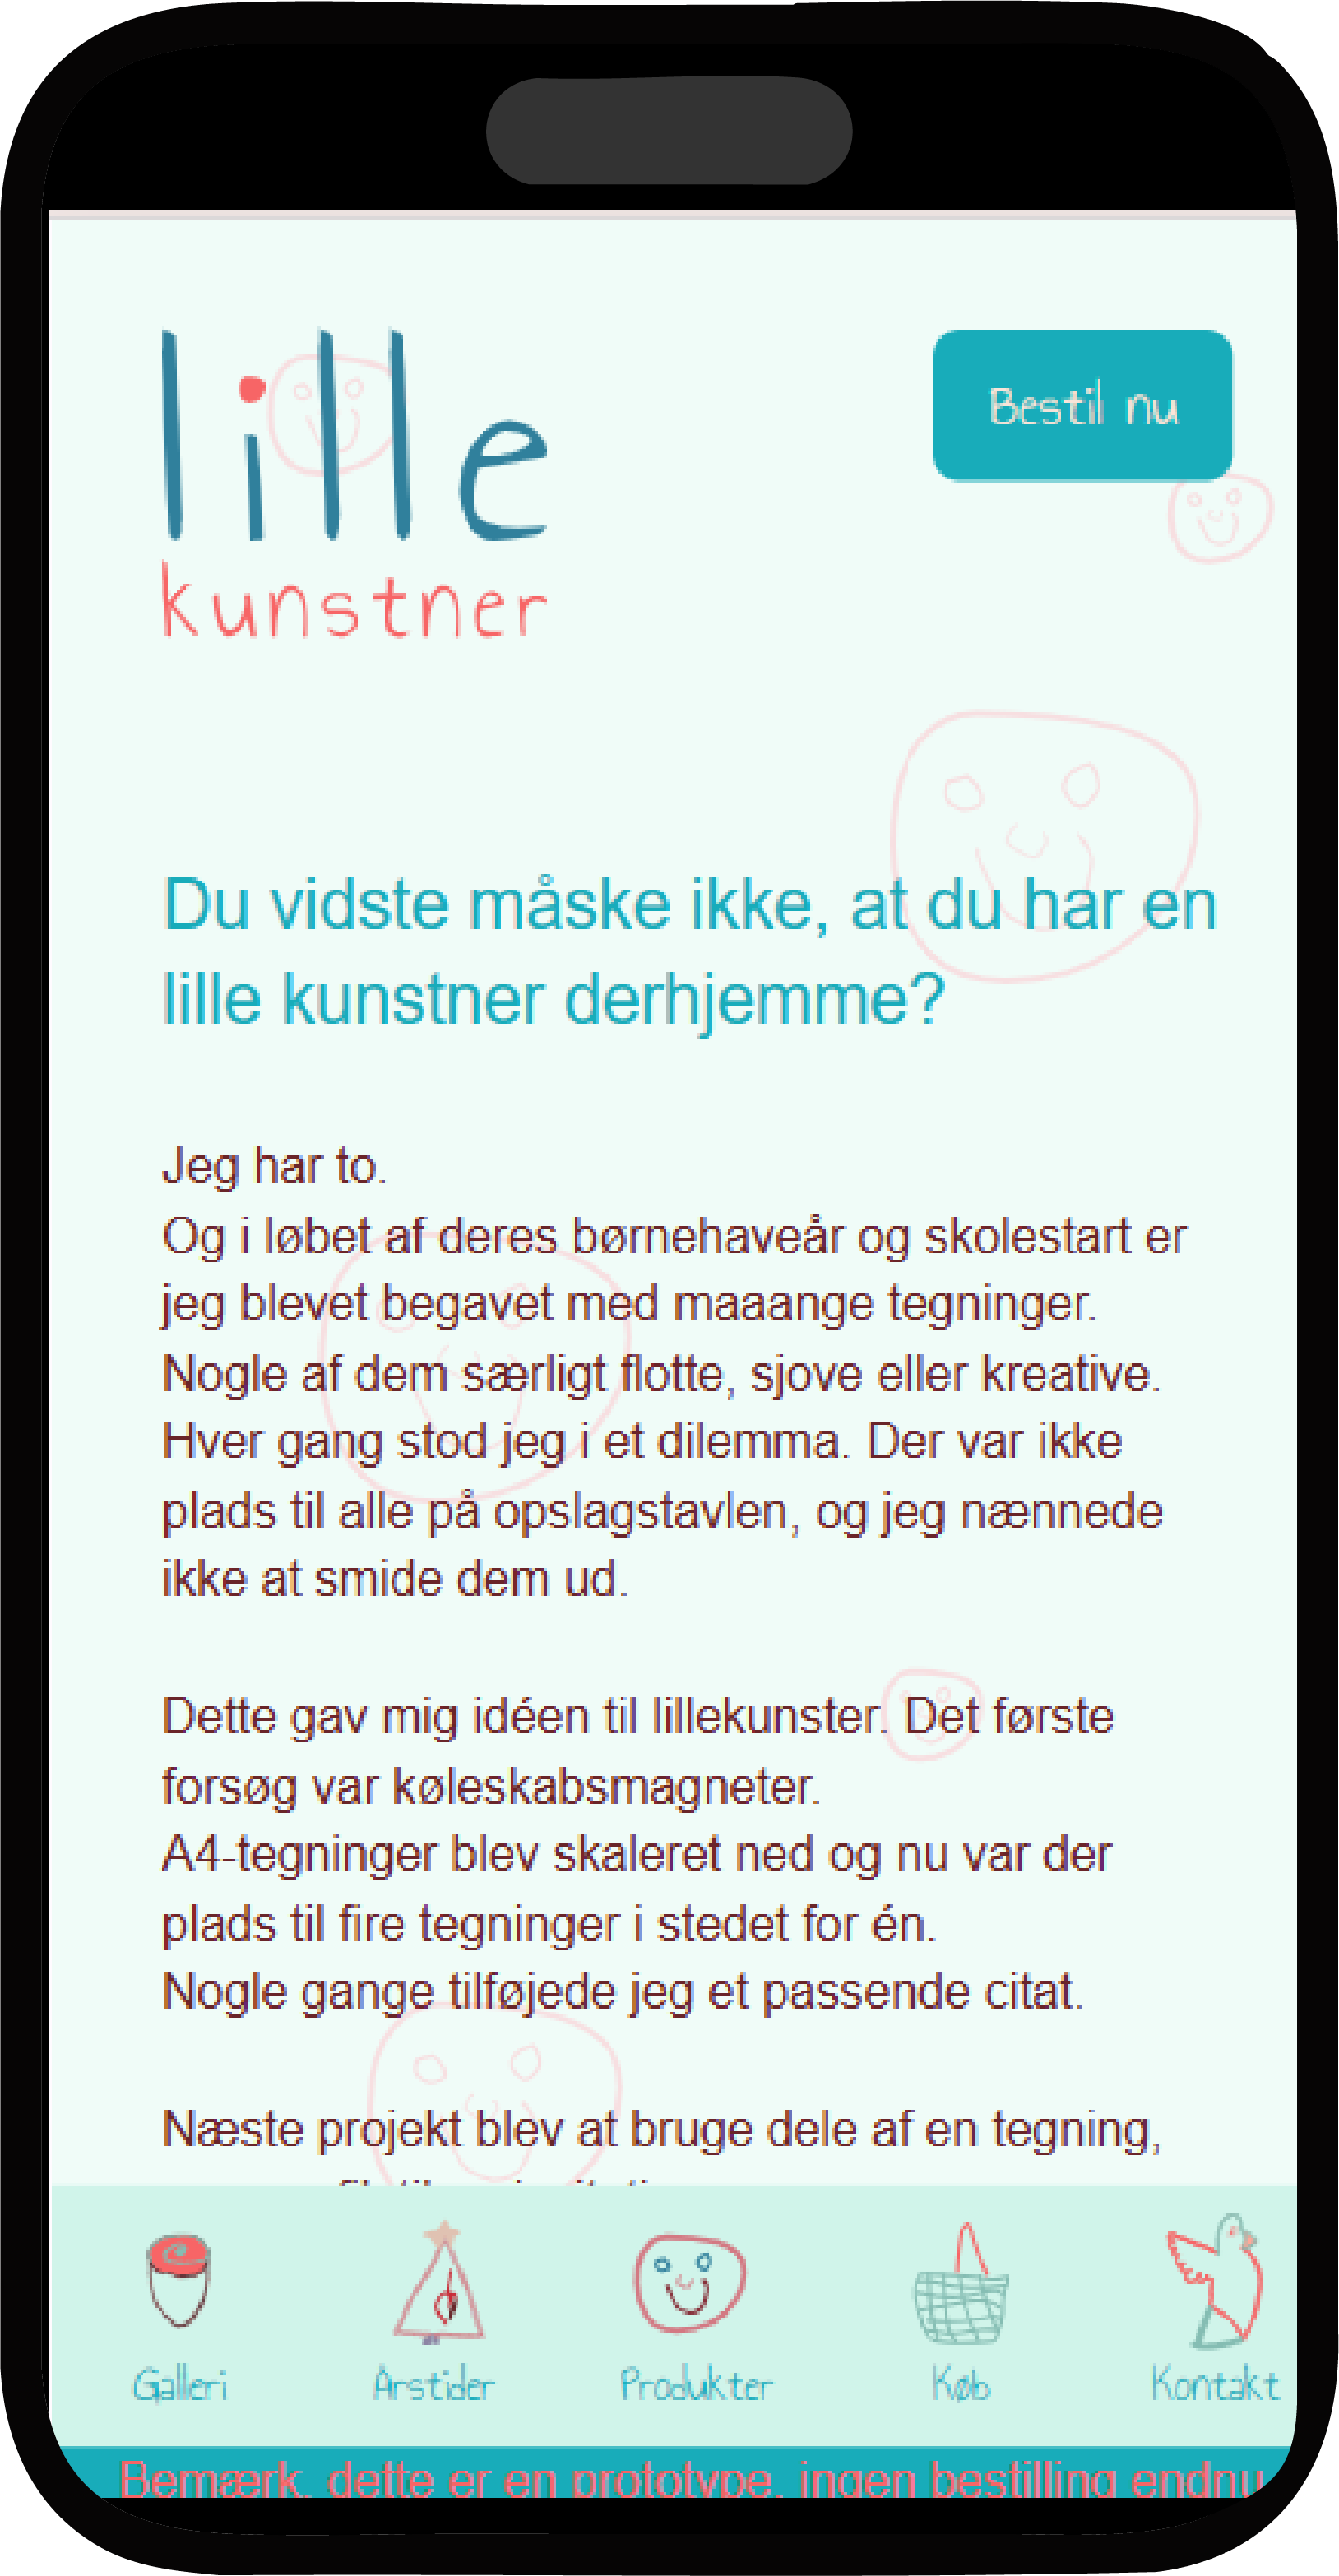 lille
kunstner
Bestil nu
Du vidste måske ikke, at du har en
lille kunstner derhjemme?
Jeg har to.
Og i løbet af deres børnehaveår og skolestart er
jeg blevet begavet med maaange tegninger.
Nogle af dem særligt flotte, sjove eller kreative.
Hver gang stod jeg i et dilemma. Der var ikke
plads til alle på opslagstavlen, og jeg nænnede
ikke at smide dem ud.
Dette gav mig idéen til lillekunster. Det første
forsøg var køleskabsmagneter.
A4-tegninger blev skaleret ned og nu var der
plads til fire tegninger i stedet for én.
Nogle gange tilføjede jeg et passende citat.
Næste projekt blev at bruge dele af en tegning,
Galleri
Årstider
Produkter
Køb
Kontakt
Bemærk, dette er en prototype, ingen bestilling endnu